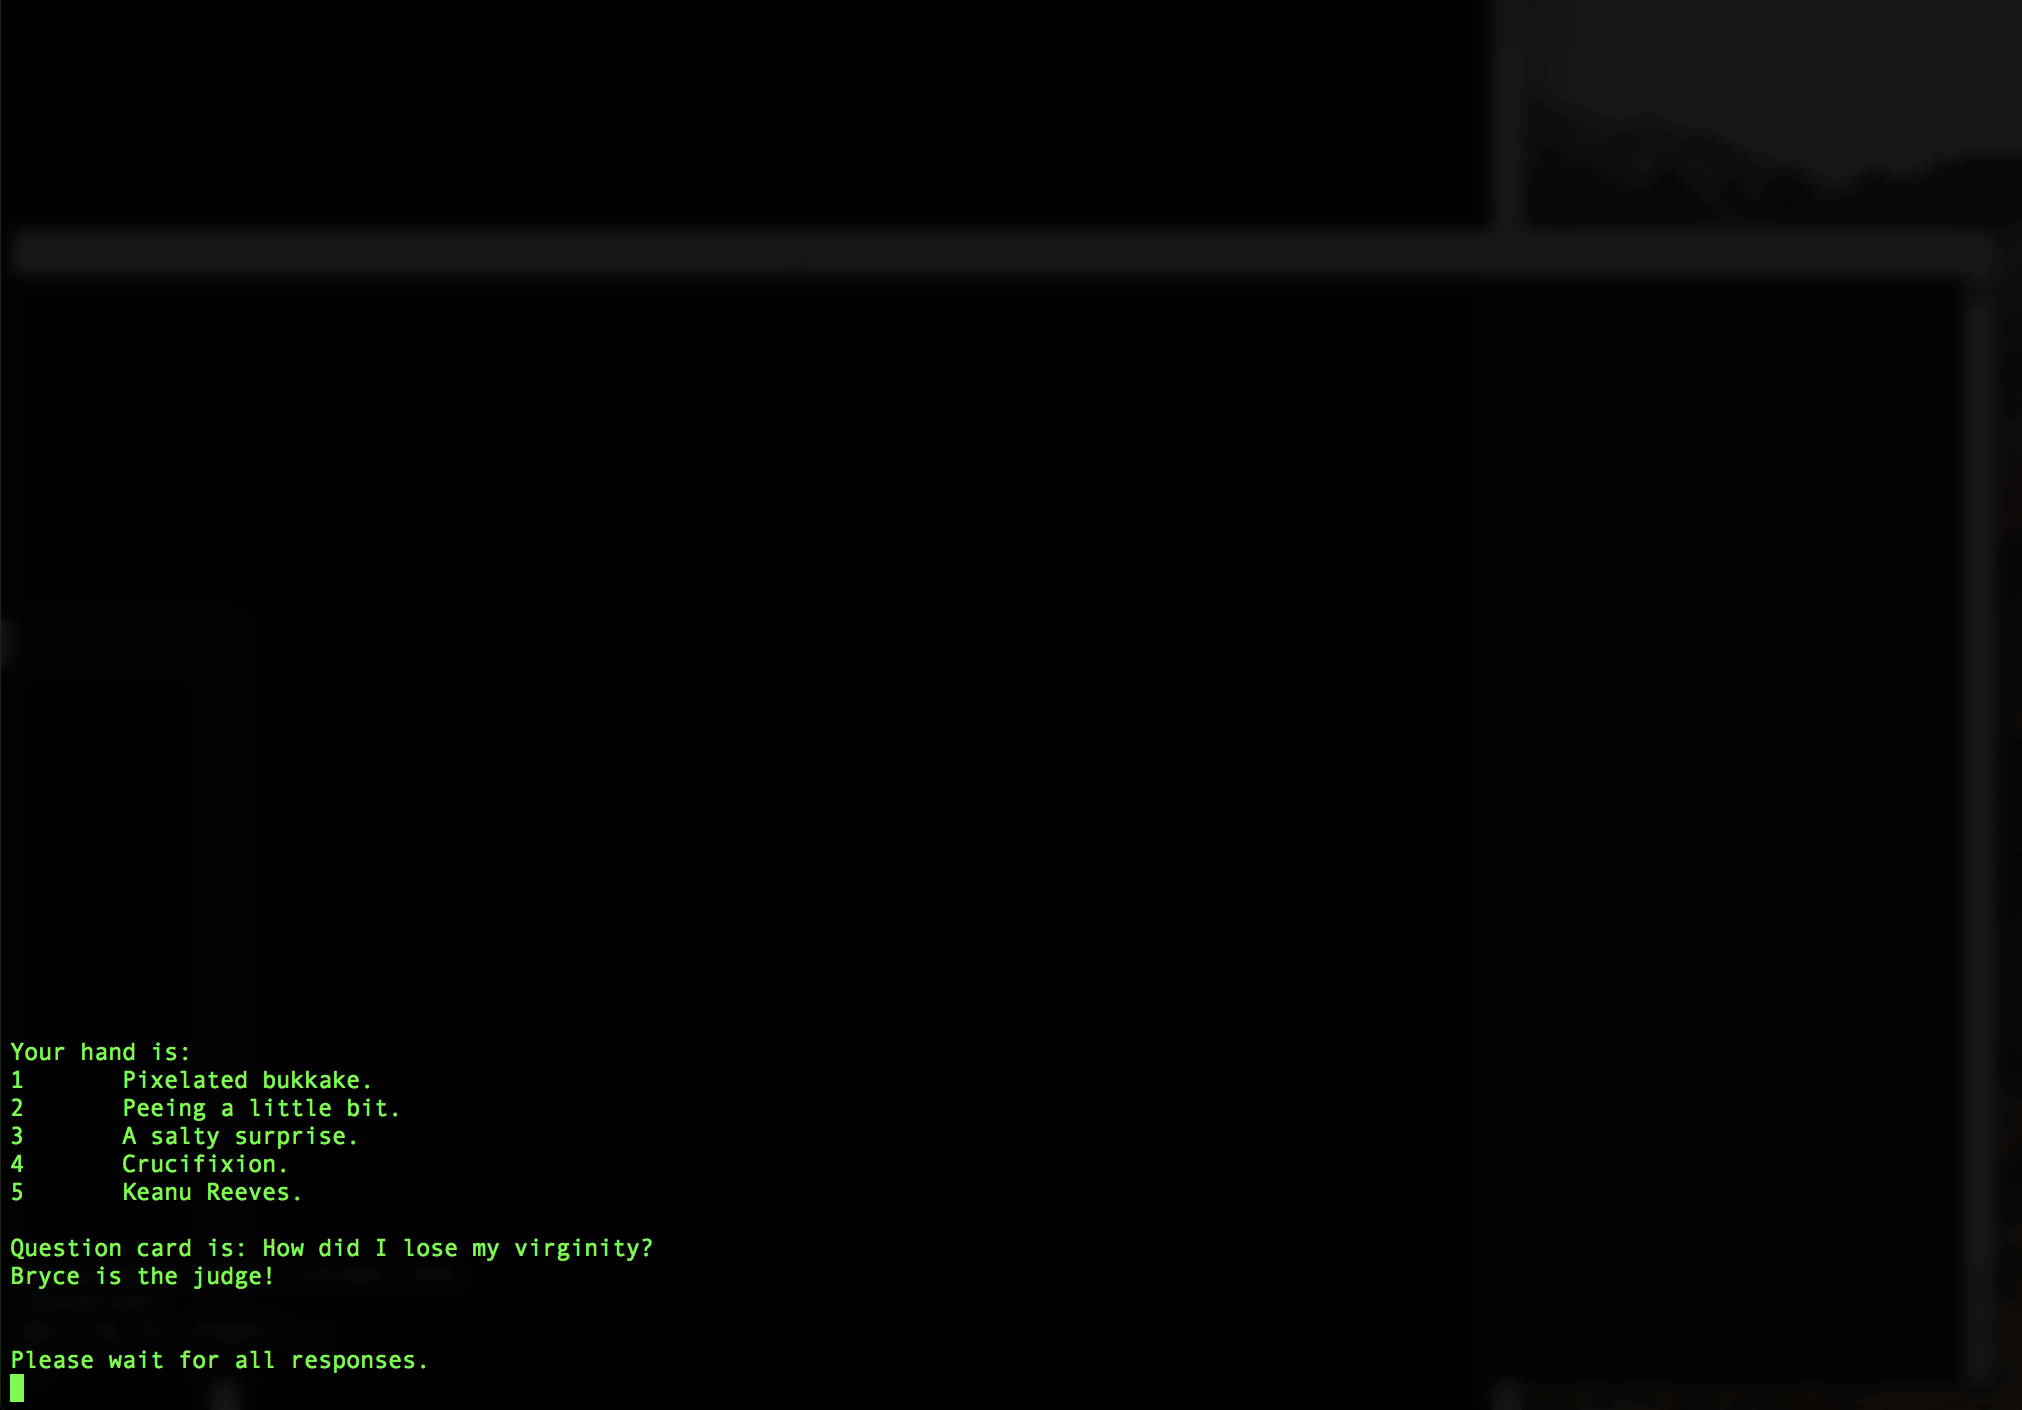 Your hand is:
1 Pixelated bukkake.
2 Peeing a little bit.
3 A salty surprise.
4 Crucifixion.
5 Keanu Reeves.
Question card is: How did I lose my virginity?
Bryce is the judge!
Please wait for all responses.